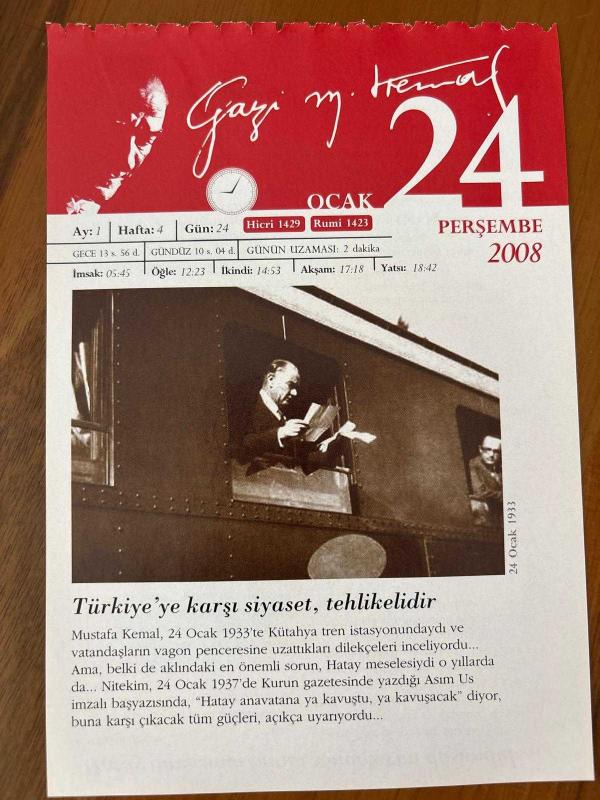 Gazi M. Kemal
OCAK 24
Ay: 1 Hafta: 4 Gün: 24 Hicri 1429 Rumi 1423 PERŞEMBE
GECE 13 s. 56 d. GÜNDÜZ 10 s. 04 d. GÜNÜN UZAMASI: 2 dakika 2008
İmsak: 05:45 Öğle: 12:23 İkindi: 14:53 Akşam: 17:18 Yatsı: 18:42
24 Ocak 1933
Türkiye’ye karşı siyaset, tehlikelidir
Mustafa Kemal, 24 Ocak 1933’te Kütahya tren istasyonundaydı ve
vatandaşların vagon penceresine uzattıkları dilekçeleri inceliyordu...
Ama, belki de aklındaki en önemli sorun, Hatay meselesiydi o yıllarda
da... Nitekim, 24 Ocak 1937’de Kurun gazetesinde yazdığı Asım Us
imzalı başyazısında, “Hatay anavatana ya kavuştu, ya kavuşacak” diyor,
buna karşı çıkacak tüm güçleri, açıkça uyarıyordu...